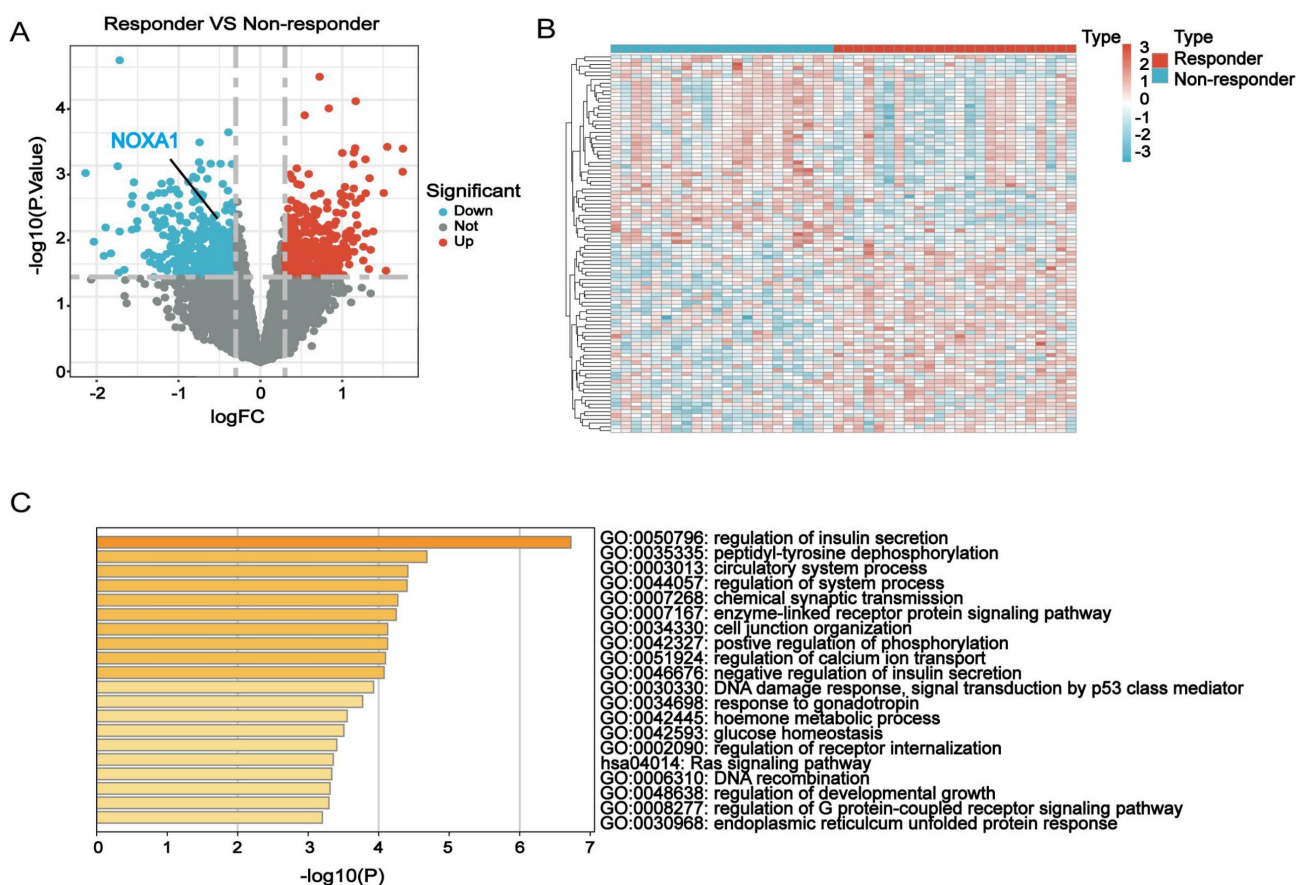 A
Responder VS Non-responder
-log10(P.Value)
4
3
2
1
0
NOXA1
-2
-1
0
1
logFC
Significant
Down
Not
Up
B
Type
3
2
1
0
-1
-2
-3
Type
Responder
Non-responder
C
GO:0050796: regulation of insulin secretion
GO:0035335: peptidyl-tyrosine dephosphorylation
GO:0003013: circulatory system process
GO:0044057: regulation of system process
GO:0007268: chemical synaptic transmission
GO:0007167: enzyme-linked receptor protein signaling pathway
GO:0034330: cell junction organization
GO:0042327: postive regulation of phosphorylation
GO:0051924: regulation of calcium ion transport
GO:0046676: negative regulation of insulin secretion
GO:0030330: DNA damage response, signal transduction by p53 class mediator
GO:0034698: response to gonadotropin
GO:0042445: hoemone metabolic process
GO:0042593: glucose homeostasis
GO:0002090: regulation of receptor internalization
hsa04014: Ras signaling pathway
GO:0006310: DNA recombination
GO:0048638: regulation of developmental growth
GO:0008277: regulation of G protein-coupled receptor signaling pathway
GO:0030968: endoplasmic reticulcum unfolded protein response
0
1
2
3
4
5
6
7
-log10(P)